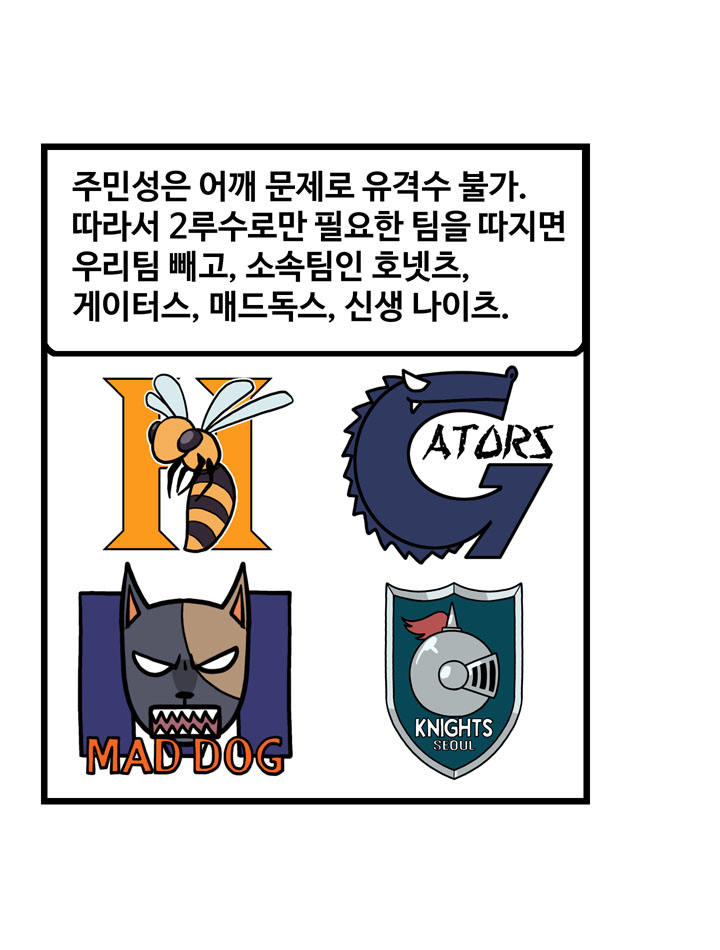 주민성은 어깨 문제로 유격수 불가.
따라서 2루수로만 필요한 팀을 따지면
우리팀 빼고, 소속팀인 호넷츠,
게이터스, 매드독스, 신생 나이츠.
H
G
ATORS
MAD DOG
KNIGHTS
SEOUL